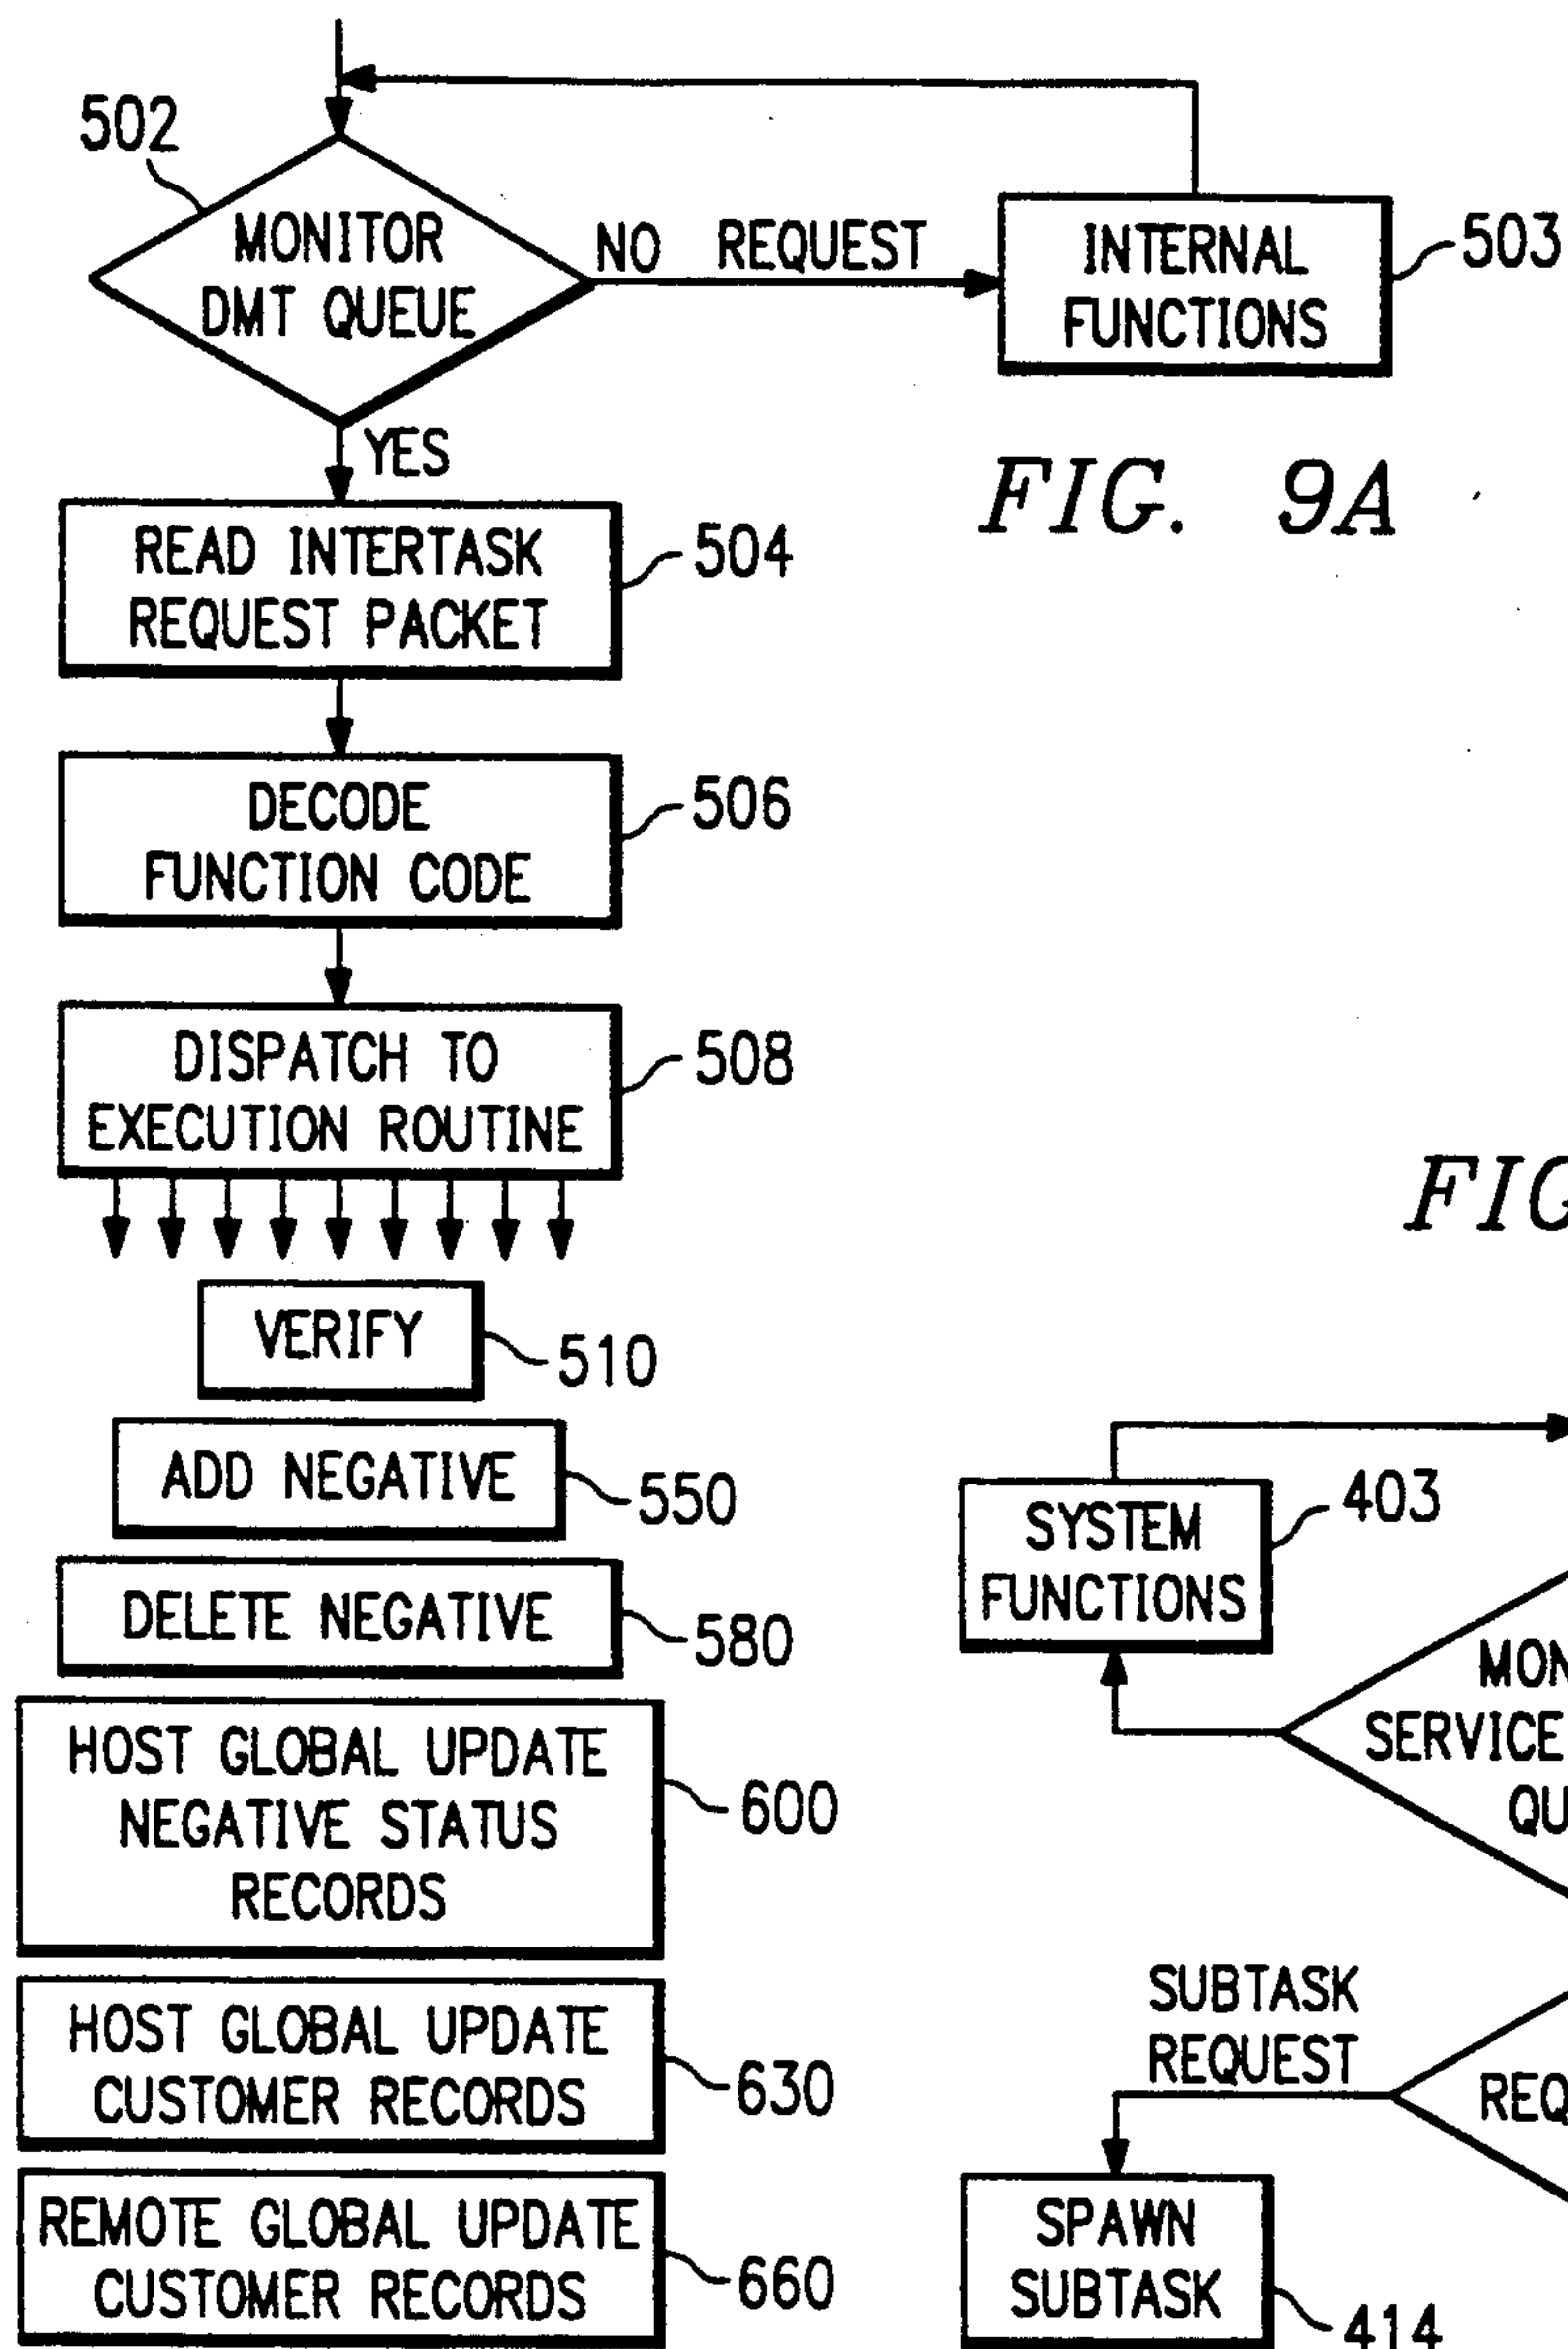 502
MONITOR
DMT QUEUE
NO REQUEST
INTERNAL
FUNCTIONS
503
YES
FIG. 9A
READ INTERTASK
REQUEST PACKET
504
DECODE
FUNCTION CODE
506
DISPATCH TO
EXECUTION ROUTINE
508
VERIFY
510
ADD NEGATIVE
550
DELETE NEGATIVE
580
HOST GLOBAL UPDATE
NEGATIVE STATUS
RECORDS
600
HOST GLOBAL UPDATE
CUSTOMER RECORDS
630
REMOTE GLOBAL UPDATE
CUSTOMER RECORDS
660
FIG
SYSTEM
FUNCTIONS
403
MON
SERVICE
QU
SUBTASK
REQUEST
REQ
SPAWN
SUBTASK
414